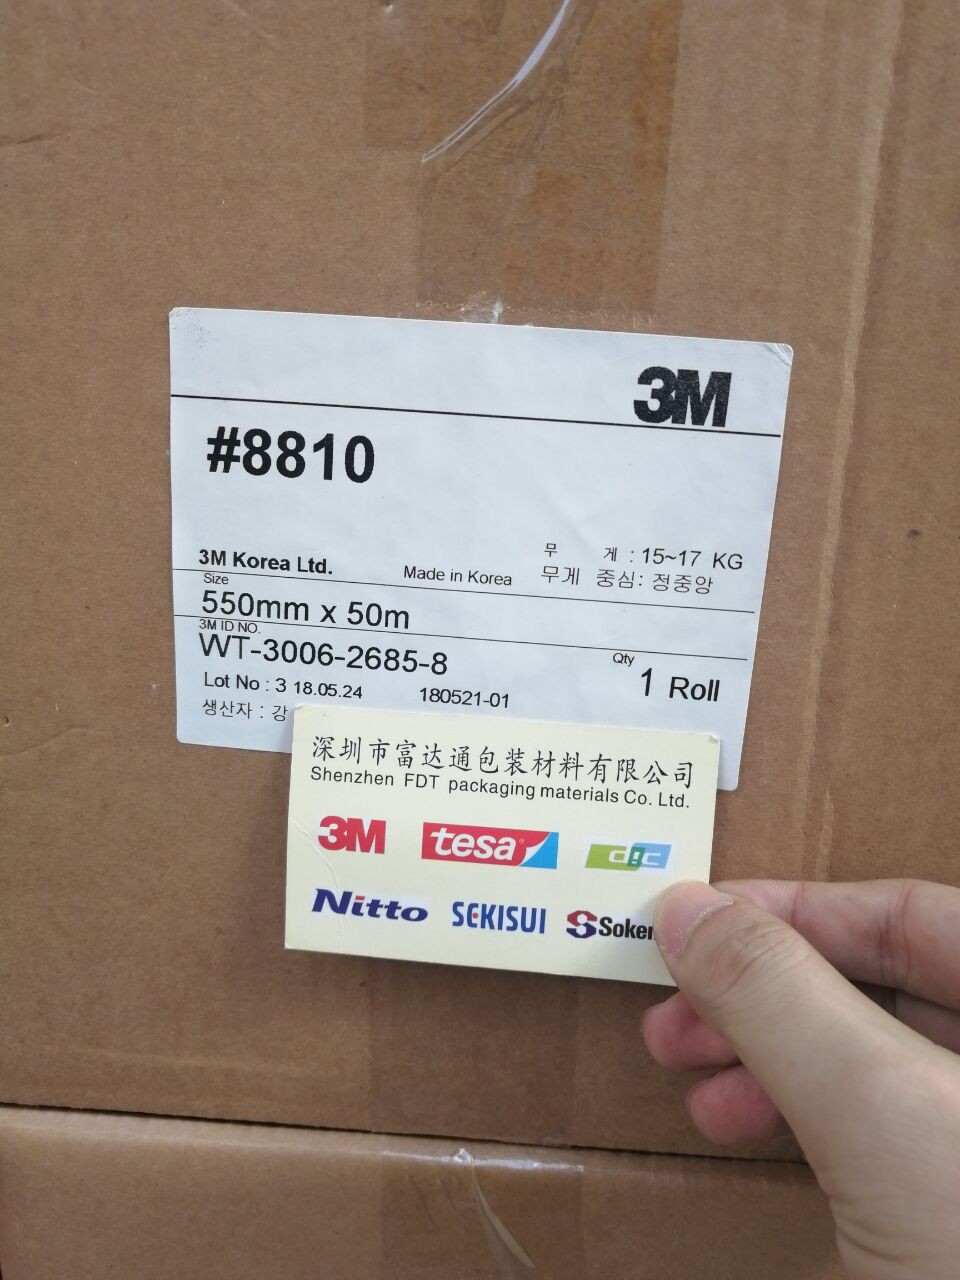 3M
#8810
무 게 : 15~17 KG
3M Korea Ltd.
Made in Korea
무게 중심: 정중앙
Size
550mm x 50m
3M ID NO.
WT-3006-2685-8
Qty
1 Roll
Lot No : 3 18.05.24 180521-01
생산자 : 강
深圳市富达通包装材料有限公司
Shenzhen FDT packaging materials Co. Ltd.
3M tesa dic
Nitto SEKISUI Soken